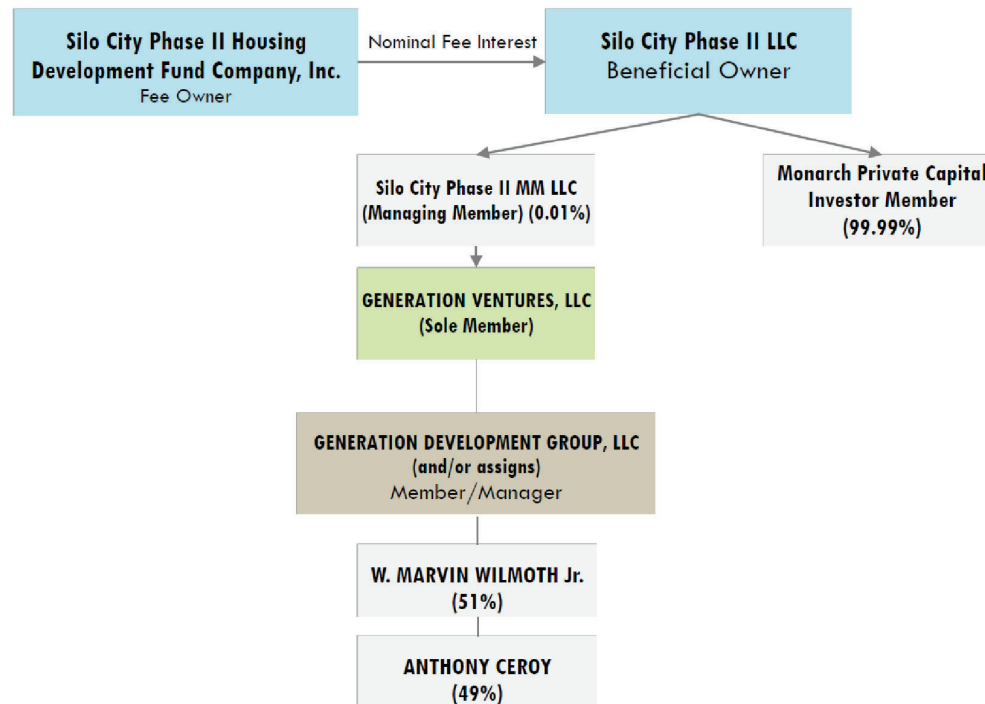 Silo City Phase II Housing
Development Fund Company, Inc.
Fee Owner
Nominal Fee Interest
Silo City Phase II LLC
Beneficial Owner
Silo City Phase II MM LLC
(Managing Member) (0.01%)
Monarch Private Capital
Investor Member
(99.99%)
GENERATION VENTURES, LLC
(Sole Member)
GENERATION DEVELOPMENT GROUP, LLC
(and/or assigns)
Member/Manager
W. MARVIN WILMOTH Jr.
(51%)
ANTHONY CEROY
(49%)